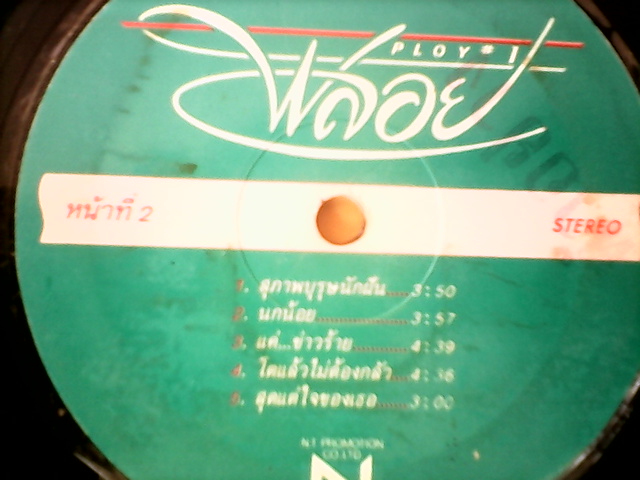 PLOY #1
พลอย
หน้าที่ 2
STEREO
1. สุภาพบุรุษนักฝัน.....3:50
2. นกน้อย....................3:57
3. แด่...ข่าวร้าย...........4:39
4. โตแล้วไม่ต้องกลัว...4:36
5. สุดแต่ใจของเธอ.......3:00
N.T. PROMOTION
CO.LTD